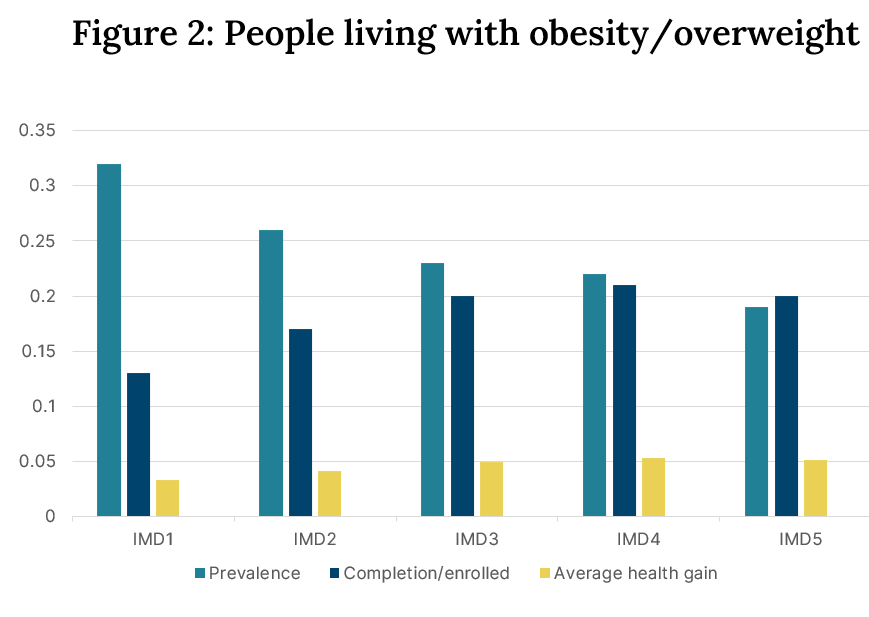 Figure 2: People living with obesity/overweight
0.35
0.3
0.25
0.2
0.15
0.1
0.05
0
IMD1 IMD2 IMD3 IMD4 IMD5
Prevalence Completion/enrolled Average health gain